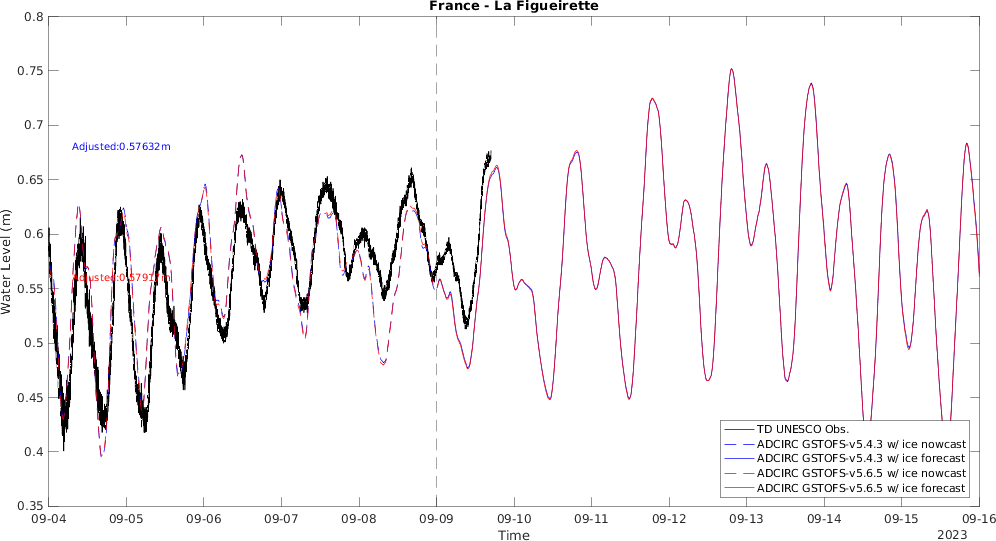 France - La Figueirette
0.8
0.75
0.7
0.65
0.6
0.55
0.5
0.45
0.4
0.35
Water Level (m)
Adjusted:0.57632m
TD UNESCO Obs.
ADCIRC GSTOFS-v5.4.3 w/ ice nowcast
ADCIRC GSTOFS-v5.4.3 w/ ice forecast
ADCIRC GSTOFS-v5.6.5 w/ ice nowcast
ADCIRC GSTOFS-v5.6.5 w/ ice forecast
09-04 09-05 09-06 09-07 09-08 09-09 09-10 09-11 09-12 09-13 09-14 09-15 09-16
Time
2023